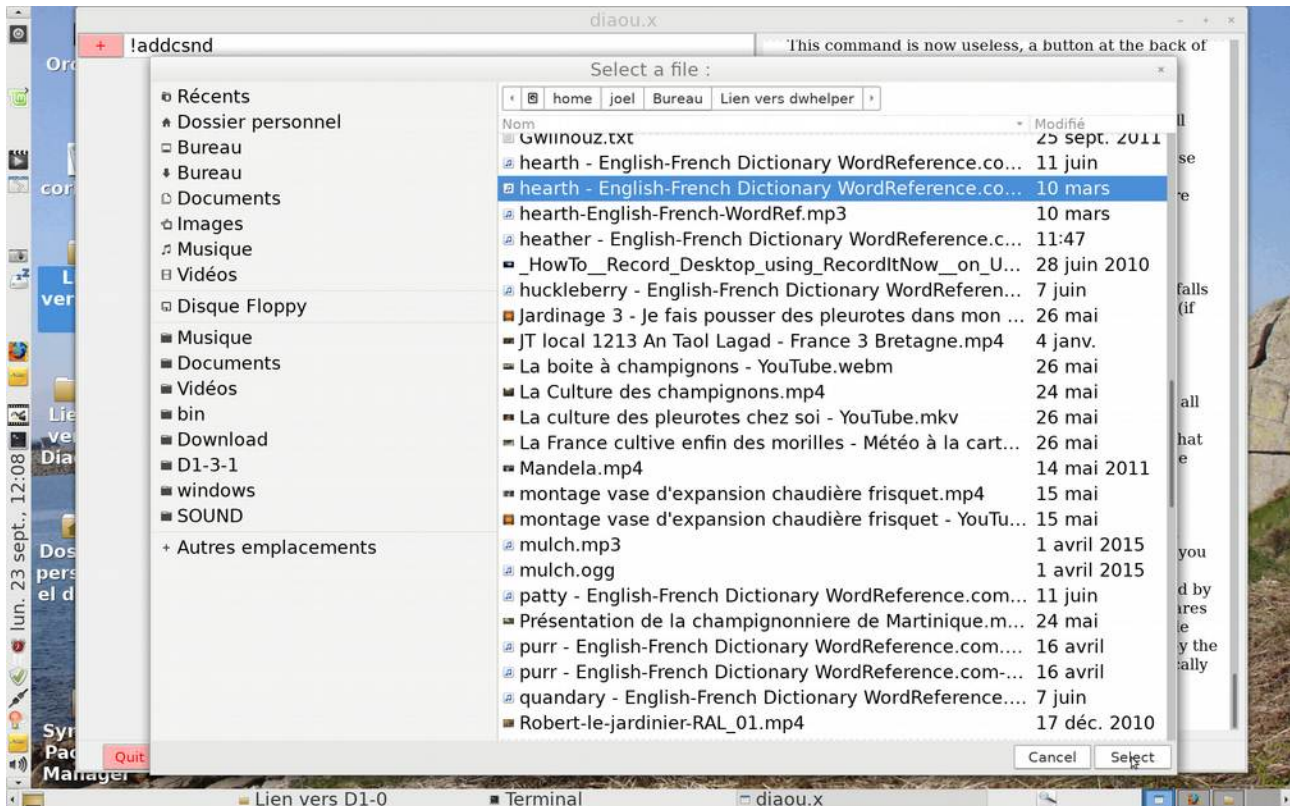 diaou.x
+ !addcsnd
This command is now useless, a button at the back of
Select a file :
Récents
Dossier personnel
Bureau
Bureau
Documents
Images
Musique
Vidéos
Disque Floppy
Musique
Documents
Vidéos
bin
Download
D1-3-1
windows
SOUND
+ Autres emplacements
home joel Bureau Lien vers dwhelper
Nom Modifié
Gwilhouz.txt 25 sept. 2011
hearth - English-French Dictionary WordReference.co... 11 juin
hearth - English-French Dictionary WordReference.co... 10 mars
hearth-English-French-WordRef.mp3 10 mars
heather - English-French Dictionary WordReference.c... 11:47
_HowTo__Record_Desktop_using_RecordItNow__on_U... 28 juin 2010
huckleberry - English-French Dictionary WordReferen... 7 juin
Jardinage 3 - Je fais pousser des pleurotes dans mon ... 26 mai
JT local 1213 An Taol Lagad - France 3 Bretagne.mp4 4 janv.
La boite à champignons - YouTube.webm 26 mai
La Culture des champignons.mp4 24 mai
La culture des pleurotes chez soi - YouTube.mkv 26 mai
La France cultive enfin des morilles - Météo à la cart... 26 mai
Mandela.mp4 14 mai 2011
montage vase d'expansion chaudière frisquet.mp4 15 mai
montage vase d'expansion chaudière frisquet - YouTu... 15 mai
mulch.mp3 1 avril 2015
mulch.ogg 1 avril 2015
patty - English-French Dictionary WordReference.com... 11 juin
Présentation de la champignonniere de Martinique.m... 24 mai
purr - English-French Dictionary WordReference.com.... 16 avril
purr - English-French Dictionary WordReference.com-... 16 avril
quandary - English-French Dictionary WordReference.... 7 juin
Robert-le-jardinier-RAL_01.mp4 17 déc. 2010
Cancel Select
Quit
falls
(if
all
hat
you
d by
y the
Manager
lun. 23 sept., 12:08
Lien vers D1-0 Terminal diaou.x